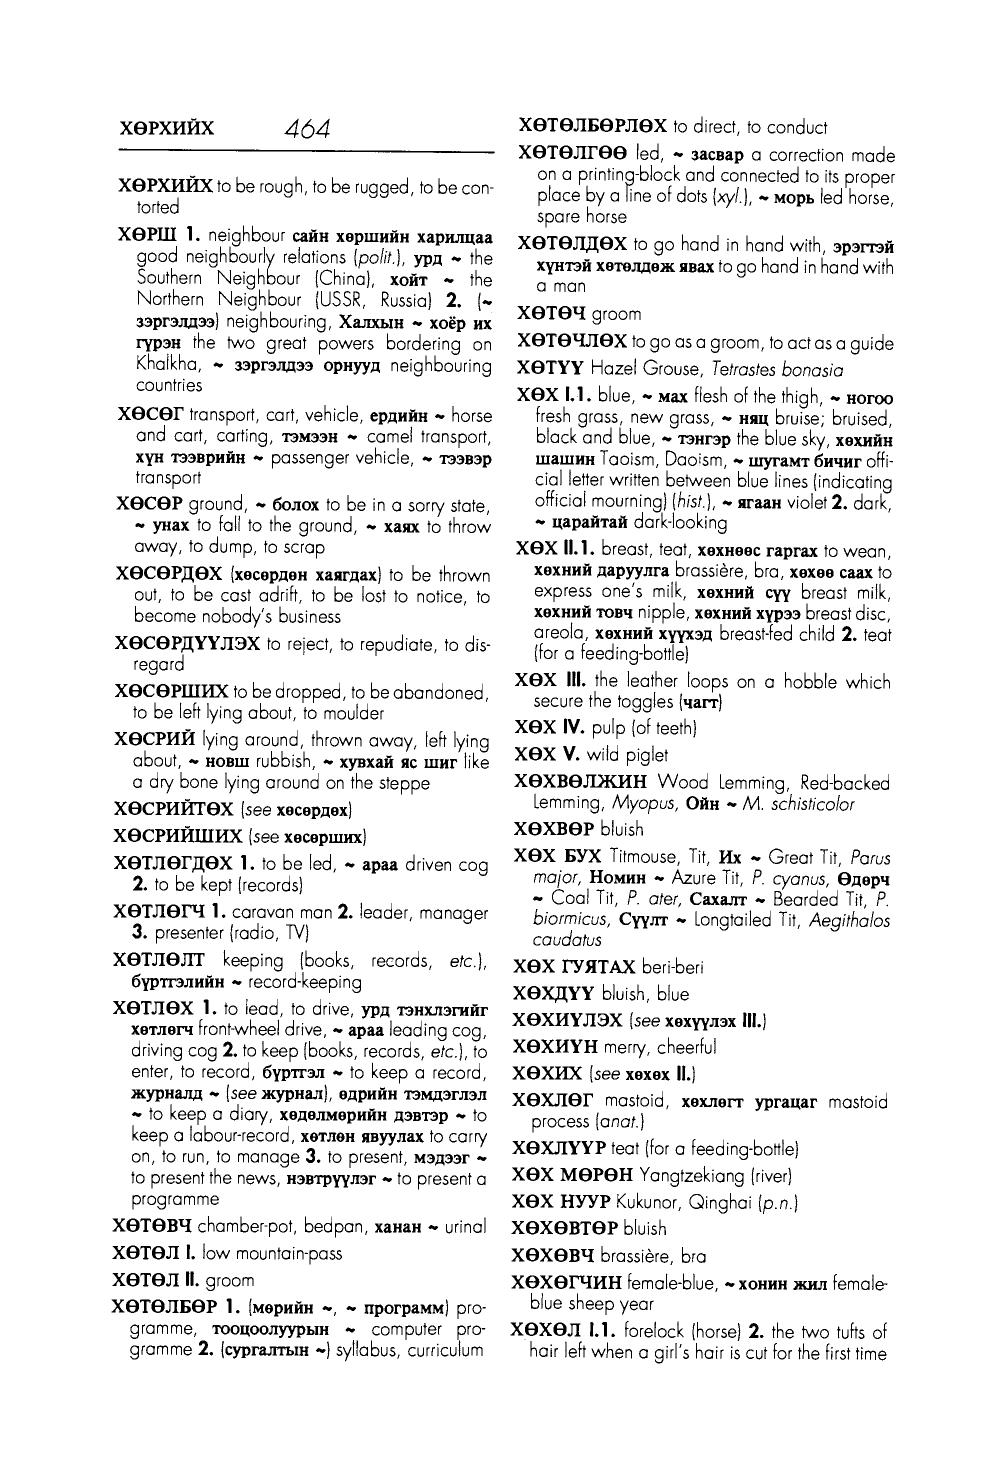 ХӨРХИЙХ 464
ХӨРХИЙХ to be rough, to be rugged, to be con-
torted
ХӨРШ 1. neighbour сайн хөршийн харилцаа
good neighbourly relations (polit.), урд ~ the
Southern Neighbour (China), хойт ~ the
Northern Neighbour (USSR, Russia) 2. (~
зэргэлдээ) neighbouring, Халхын ~ хоёр их
гүрэн the two great powers bordering on
Khalkha, ~ зэргэлдээ орнууд neighbouring
countries
ХӨСӨГ transport, cart, vehicle, ердийн ~ horse
and cart, carting, тэмээн ~ camel transport,
хүн тээврийн ~ passenger vehicle, ~ тээвэр
transport
ХӨСӨР ground, ~ болох to be in a sorry state,
~ унах to fall to the ground, ~ хаях to throw
away, to dump, to scrap
ХӨСӨРДӨХ (хөсөрдөн хаягдах) to be thrown
out, to be cast adrift, to be lost to notice, to
become nobody's business
ХӨСӨРДҮҮЛЭХ to reject, to repudiate, to dis-
regard
ХӨСӨРШИХ to be dropped, to be abandoned,
to be left lying about, to moulder
ХӨСРИЙ lying around, thrown away, left lying
about, ~ новш rubbish, ~ хувхай яс шиг like
a dry bone lying around on the steppe
ХӨСРИЙТӨХ (see хөсөрдөх)
ХӨСРИЙШИХ (see хөсөрших)
ХӨТЛӨГДӨХ 1. to be led, ~ араа driven cog
2. to be kept (records)
ХӨТЛӨГЧ 1. caravan man 2. leader, manager
3. presenter (radio, TV)
ХӨТЛӨЛТ keeping (books, records, etc.),
бүртгэлийн ~ record-keeping
ХӨТЛӨХ 1. to lead, to drive, урд тэнхлэгийг
хөтлөгч front-wheel drive, ~ араа leading cog,
driving cog 2. to keep (books, records, etc.), to
enter, to record, бүртгэл ~ to keep a record,
журналд ~ (see журнал), өдрийн тэмдэглэл
~ to keep a diary, хөдөлмөрийн дэвтэр ~ to
keep a labour-record, хөтлөн явуулах to carry
on, to run, to manage 3. to present, мэдээг ~
to present the news, нэвтрүүлэг ~ to present a
programme
ХӨТӨВЧ chamber-pot, bedpan, ханан ~ urinal
ХӨТӨЛ I. low mountain-pass
ХӨТӨЛ II. groom
ХӨТӨЛБӨР 1. (мөрийн ~, ~ программ) pro-
gramme, тооцоолуурын ~ computer pro-
gramme 2. (сургалтын ~) syllabus, curriculum
ХӨТӨЛБӨРЛӨХ to direct, to conduct
ХӨТӨЛГӨӨ led, ~ засвар a correction made
on a printing-block and connected to its proper
place by a line of dots (xyl.), ~ морь led horse,
spare horse
ХӨТӨЛДӨХ to go hand in hand with, эрэгтэй
хүнтэй хөтөлдөж явах to go hand in hand with
a man
ХӨТӨЧ groom
ХӨТӨЧЛӨХ to go as a groom, to act as a guide
ХӨТҮҮ Hazel Grouse, Tetrastes bonasia
ХӨХ I.1. blue, ~ мах flesh of the thigh, ~ ногоо
fresh grass, new grass, ~ няц bruise; bruised,
black and blue, ~ тэнгэр the blue sky, хөхийн
шашин Taoism, Daoism, ~ шугамт бичиг offi-
cial letter written between blue lines (indicating
official mourning) (hist.), ~ ягаан violet 2. dark,
~ царайтай dark-looking
ХӨХ II.1. breast, teat, хөхнөөс гаргах to wean,
хөхний даруулга brassière, bra, хөхөө саах to
express one's milk, хөхний сүү breast milk,
хөхний товч nipple, хөхний хүрээ breast disc,
areola, хөхний хүүхэд breast-fed child 2. teat
(for a feeding-bottle)
ХӨХ III. the leather loops on a hobble which
secure the toggles (чагт)
ХӨХ IV. pulp (of teeth)
ХӨХ V. wild piglet
ХӨХВӨЛЖИН Wood Lemming, Red-backed
Lemming, Myopus, Ойн ~ M. schisticolor
ХӨХВӨР bluish
ХӨХ БУХ Titmouse, Tit, Их ~ Great Tit, Parus
major, Номин ~ Azure Tit, P. cyanus, Өдөрч
~ Coal Tit, P. ater, Сахалт ~ Bearded Tit, P.
biormicus, Сүүлт ~ Longtailed Tit, Aegithalos
caudatus
ХӨХ ГУЯТАХ beri-beri
ХӨХДҮҮ bluish, blue
ХӨХИҮЛЭХ (see хөхүүлэх III.)
ХӨХИҮН merry, cheerful
ХӨХИХ (see хөхөх II.)
ХӨХЛӨГ mastoid, хөхлөгт ургацаг mastoid
process (anat.)
ХӨХЛҮҮР teat (for a feeding-bottle)
ХӨХ МӨРӨН Yangtzekiang (river)
ХӨХ НУУР Kukunor, Qinghai (p.n.)
ХӨХӨВТӨР bluish
ХӨХӨВЧ brassière, bra
ХӨХӨГЧИН female-blue, ~ хонин жил female-
blue sheep year
ХӨХӨЛ I.1. forelock (horse) 2. the two tufts of
hair left when a girl's hair is cut for the first time